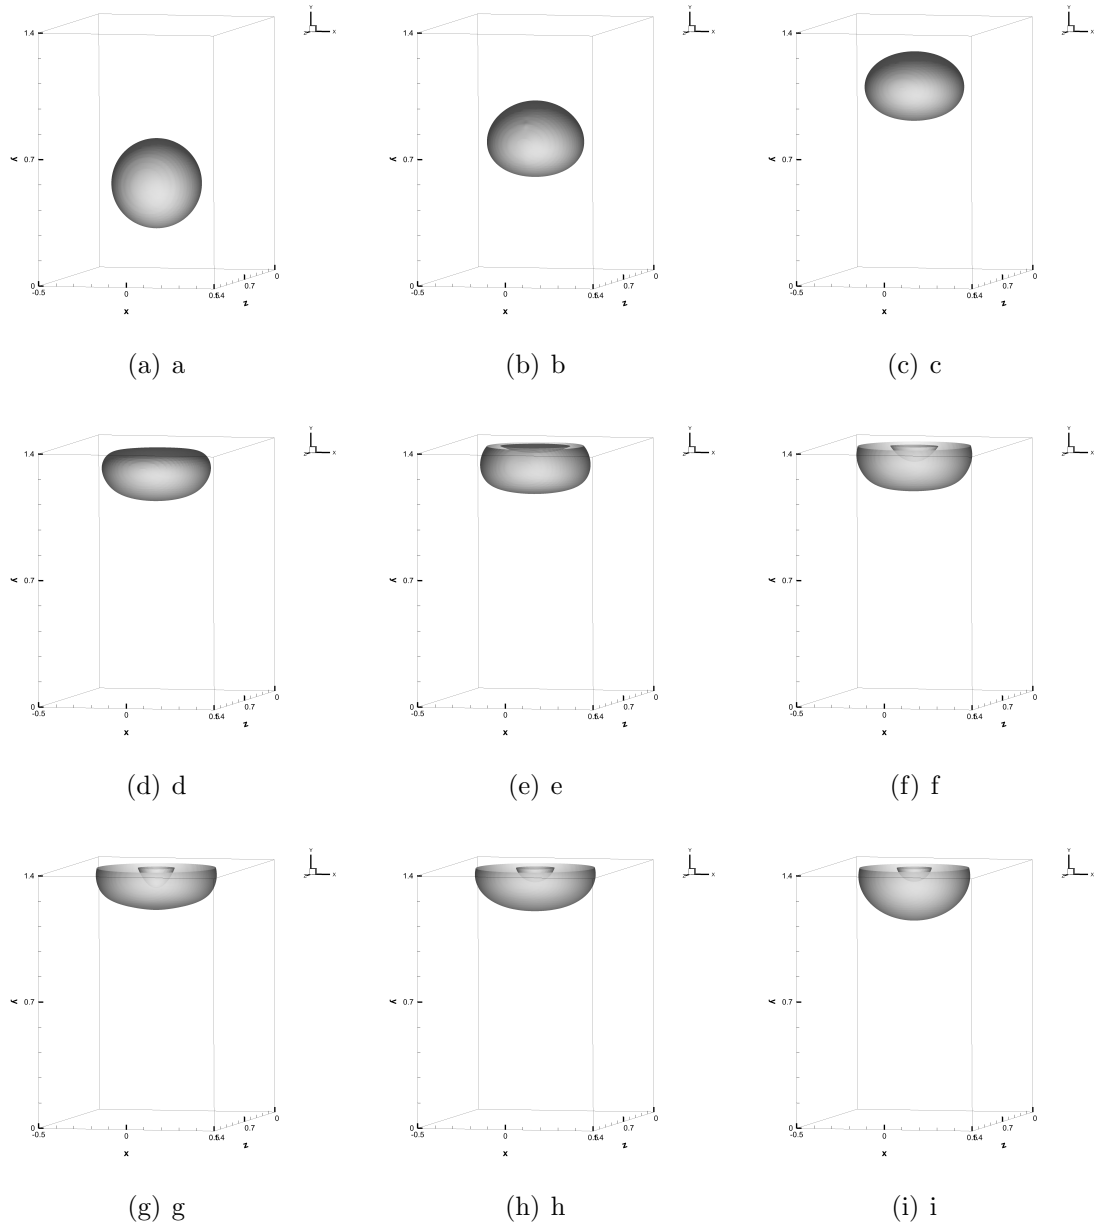 Y Z X Y Z X Y Z X
1.4 1.4 1.4
y 0.7 y 0.7 y 0.7
0 0 0 0 0 0
-0.5 0 0.5 1.4 0.7 -0.5 0 0.5 1.4 0.7 -0.5 0 0.5 1.4 0.7
x z x z x z
(a) a (b) b (c) c
Y Z X Y Z X Y Z X
1.4 1.4 1.4
y 0.7 y 0.7 y 0.7
0 0 0 0 0 0
-0.5 0 0.5 1.4 0.7 -0.5 0 0.5 1.4 0.7 -0.5 0 0.5 1.4 0.7
x z x z x z
(d) d (e) e (f) f
Y Z X Y Z X Y Z X
1.4 1.4 1.4
y 0.7 y 0.7 y 0.7
0 0 0 0 0 0
-0.5 0 0.5 1.4 0.7 -0.5 0 0.5 1.4 0.7 -0.5 0 0.5 1.4 0.7
x z x z x z
(g) g (h) h (i) i